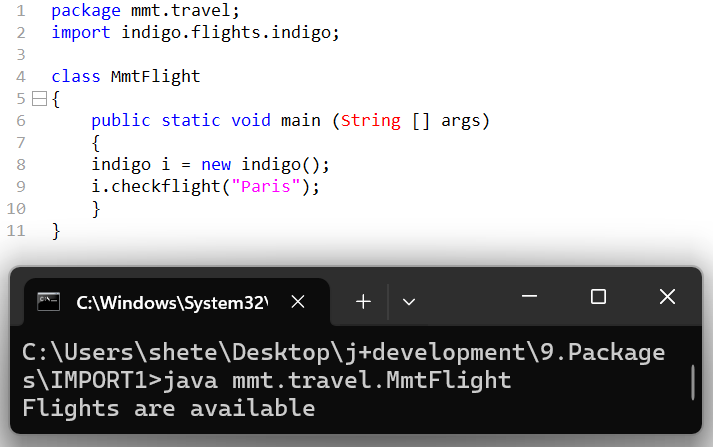 1 package mmt.travel;
2 import indigo.flights.indigo;
3
4 class MmtFlight
5 {
6 public static void main (String [] args)
7 {
8 indigo i = new indigo();
9 i.checkflight("Paris");
10 }
11 }
C:\Windows\System32\
C:\Users\shete\Desktop\j+development\9.Package
s\IMPORT1>java mmt.travel.MmtFlight
Flights are available